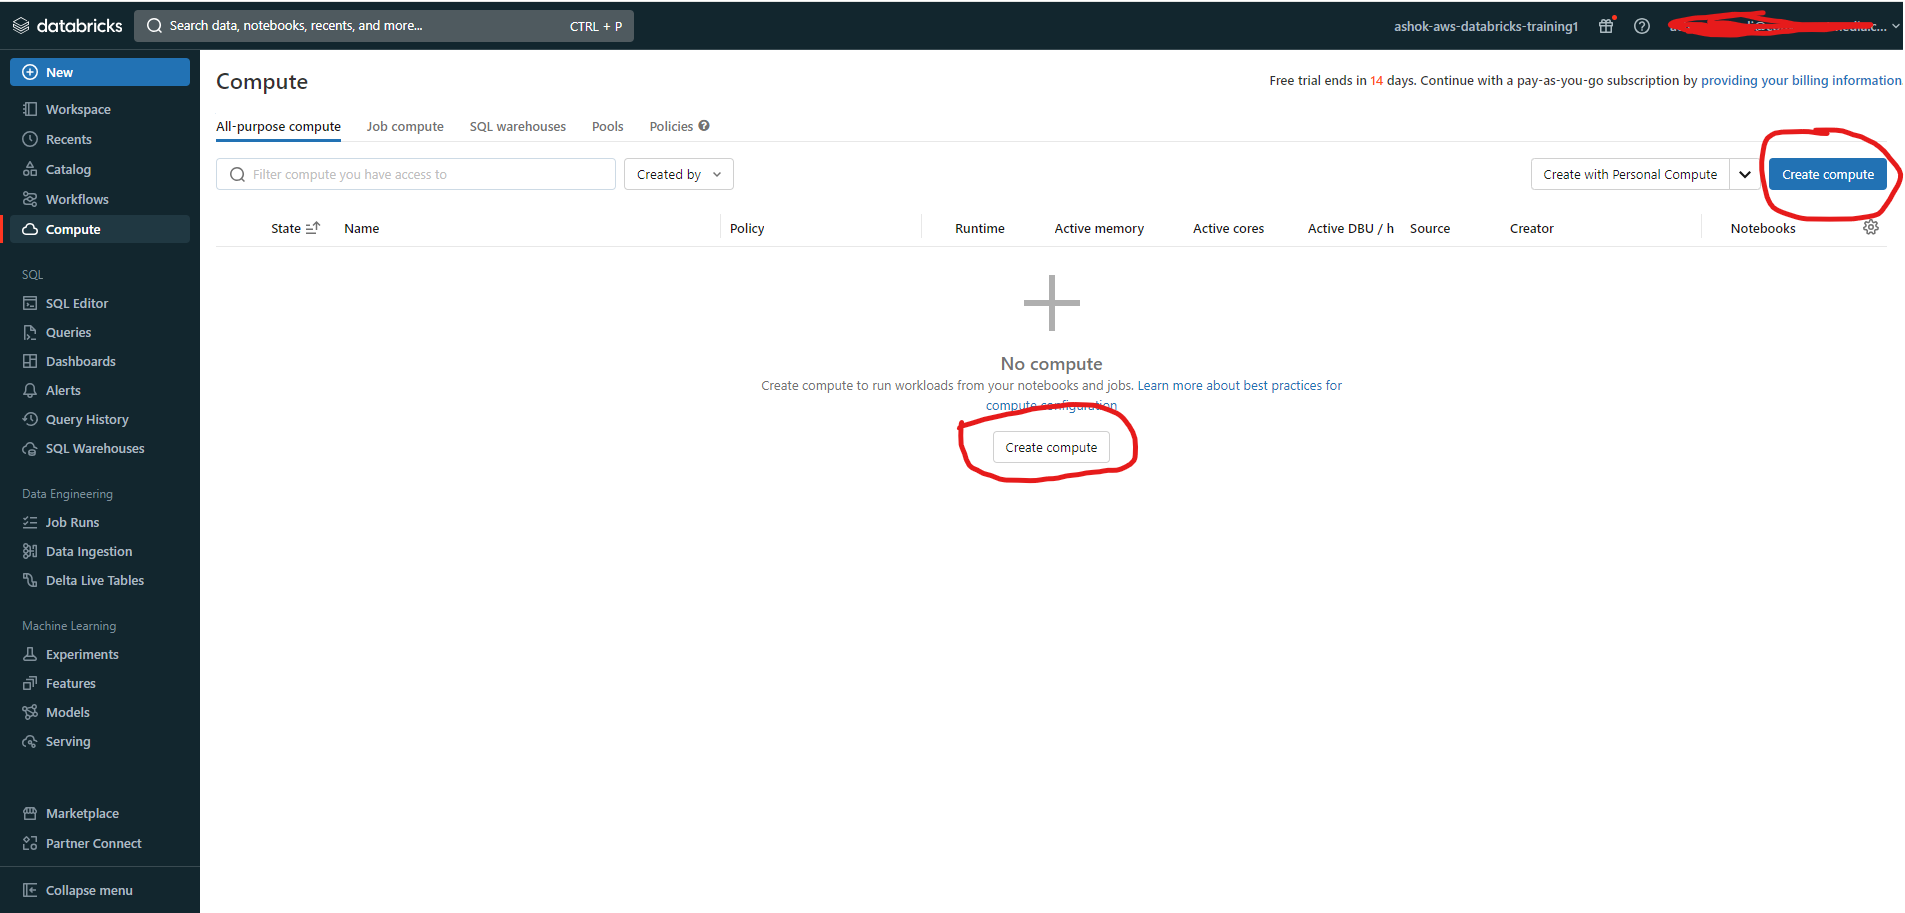 databricks
Search data, notebooks, recents, and more... CTRL + P
ashok-aws-databricks-training1
New
Workspace
Recents
Catalog
Workflows
Compute
SQL
SQL Editor
Queries
Dashboards
Alerts
Query History
SQL Warehouses
Data Engineering
Job Runs
Data Ingestion
Delta Live Tables
Machine Learning
Experiments
Features
Models
Serving
Marketplace
Partner Connect
Collapse menu
Compute
Free trial ends in 14 days. Continue with a pay-as-you-go subscription by providing your billing information
All-purpose compute Job compute SQL warehouses Pools Policies
Filter compute you have access to Created by Create with Personal Compute Create compute
State Name Policy Runtime Active memory Active cores Active DBU / h Source Creator Notebooks
No compute
Create compute to run workloads from your notebooks and jobs. Learn more about best practices for
compute configuration
Create compute